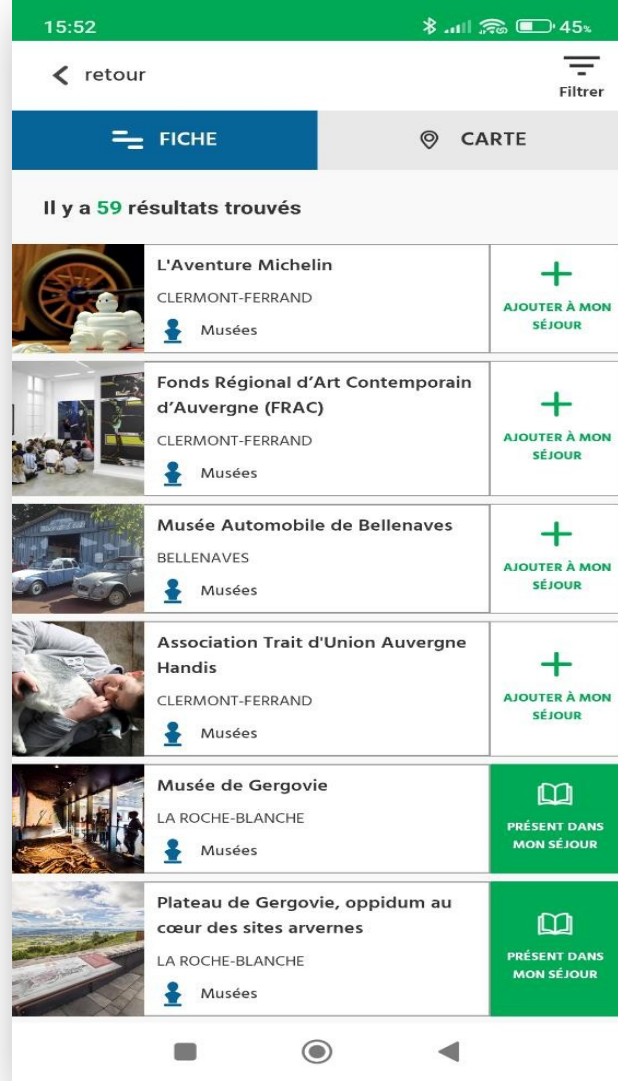 15:52
45%
retour
Filtrer
FICHE
CARTE
Il y a 59 résultats trouvés
L'Aventure Michelin
CLERMONT-FERRAND
Musées
AJOUTER À MON
SÉJOUR
Fonds Régional d’Art Contemporain
d’Auvergne (FRAC)
CLERMONT-FERRAND
Musées
AJOUTER À MON
SÉJOUR
Musée Automobile de Bellenaves
BELLENAVES
Musées
AJOUTER À MON
SÉJOUR
Association Trait d'Union Auvergne
Handis
CLERMONT-FERRAND
Musées
AJOUTER À MON
SÉJOUR
Musée de Gergovie
LA ROCHE-BLANCHE
Musées
PRÉSENT DANS
MON SÉJOUR
Plateau de Gergovie, oppidum au
cœur des sites arvernes
LA ROCHE-BLANCHE
Musées
PRÉSENT DANS
MON SÉJOUR